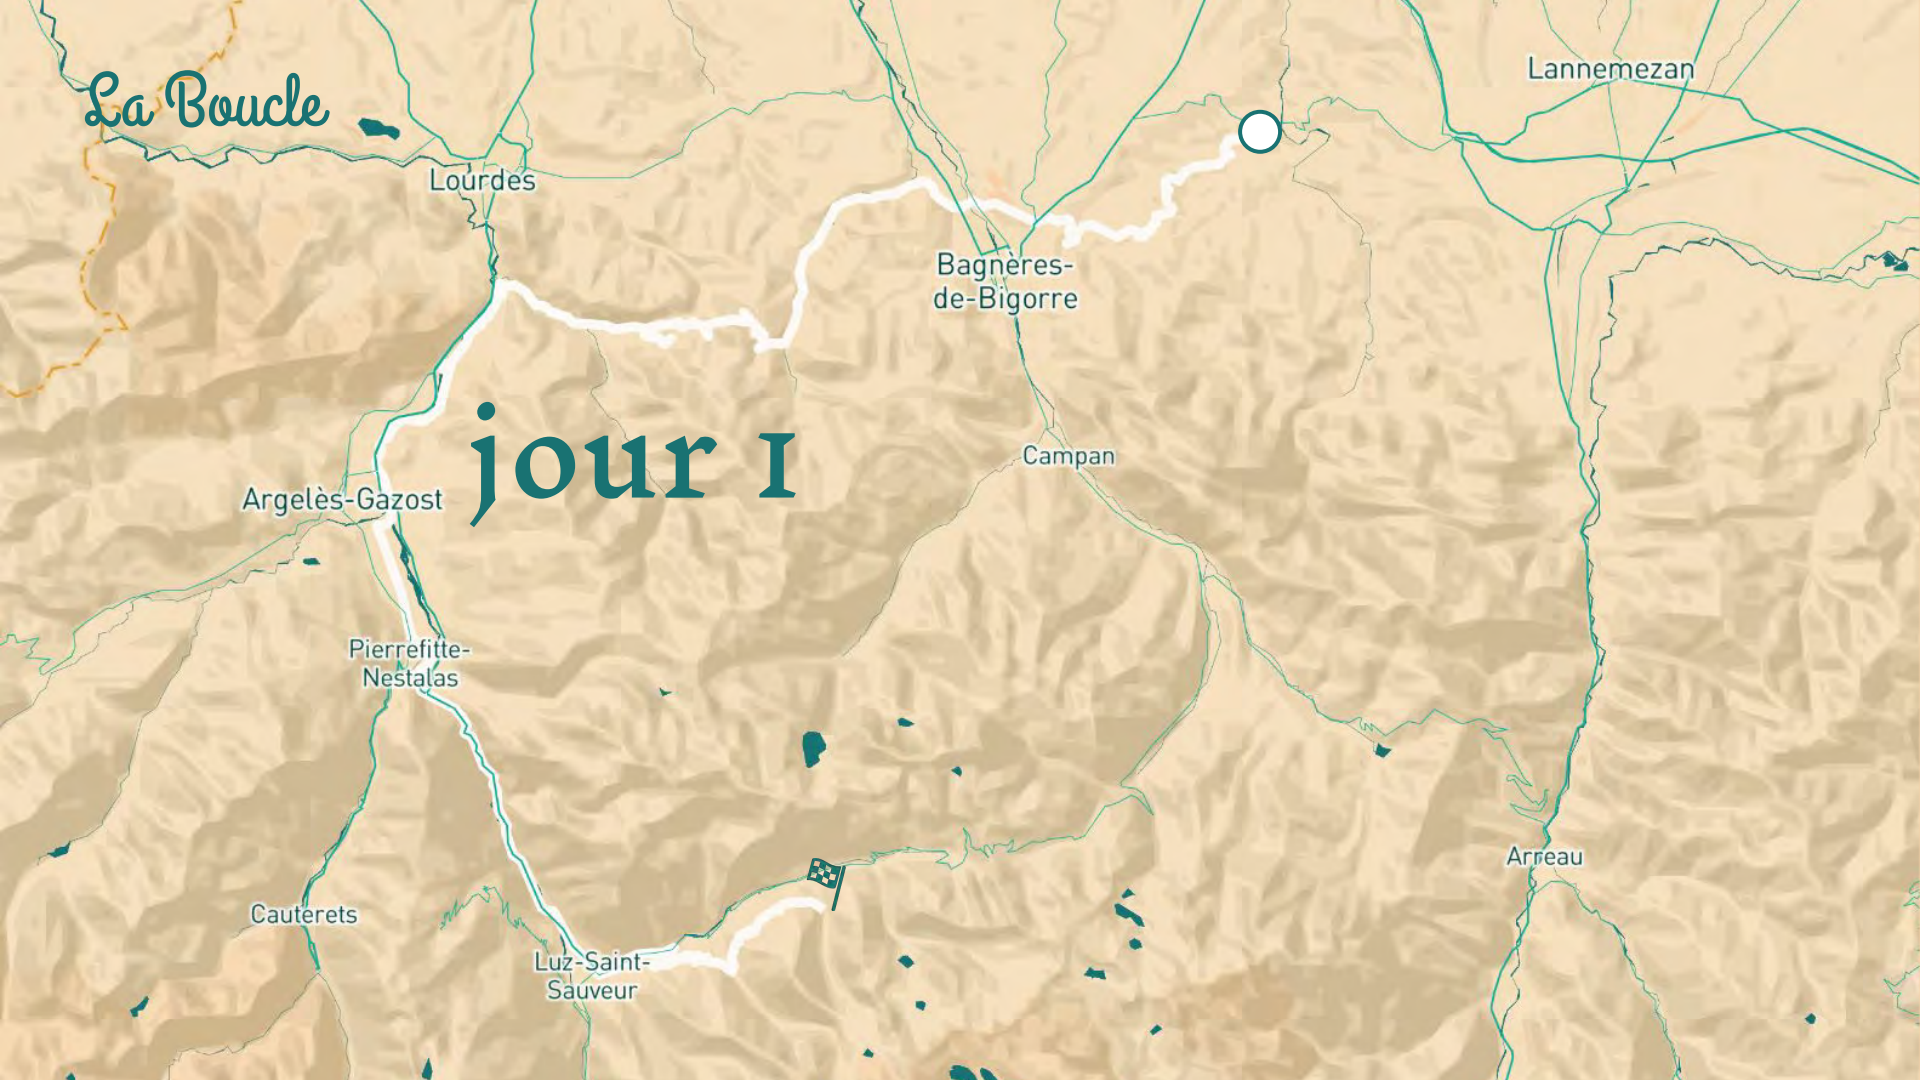 La Boucle
Lannemezan
Lourdes
Bagnères-
de-Bigorre
jour 1
Campan
Argelès-Gazost
Pierrefitte-
Nestalas
Arreau
Cauterets
Luz-Saint-
Sauveur